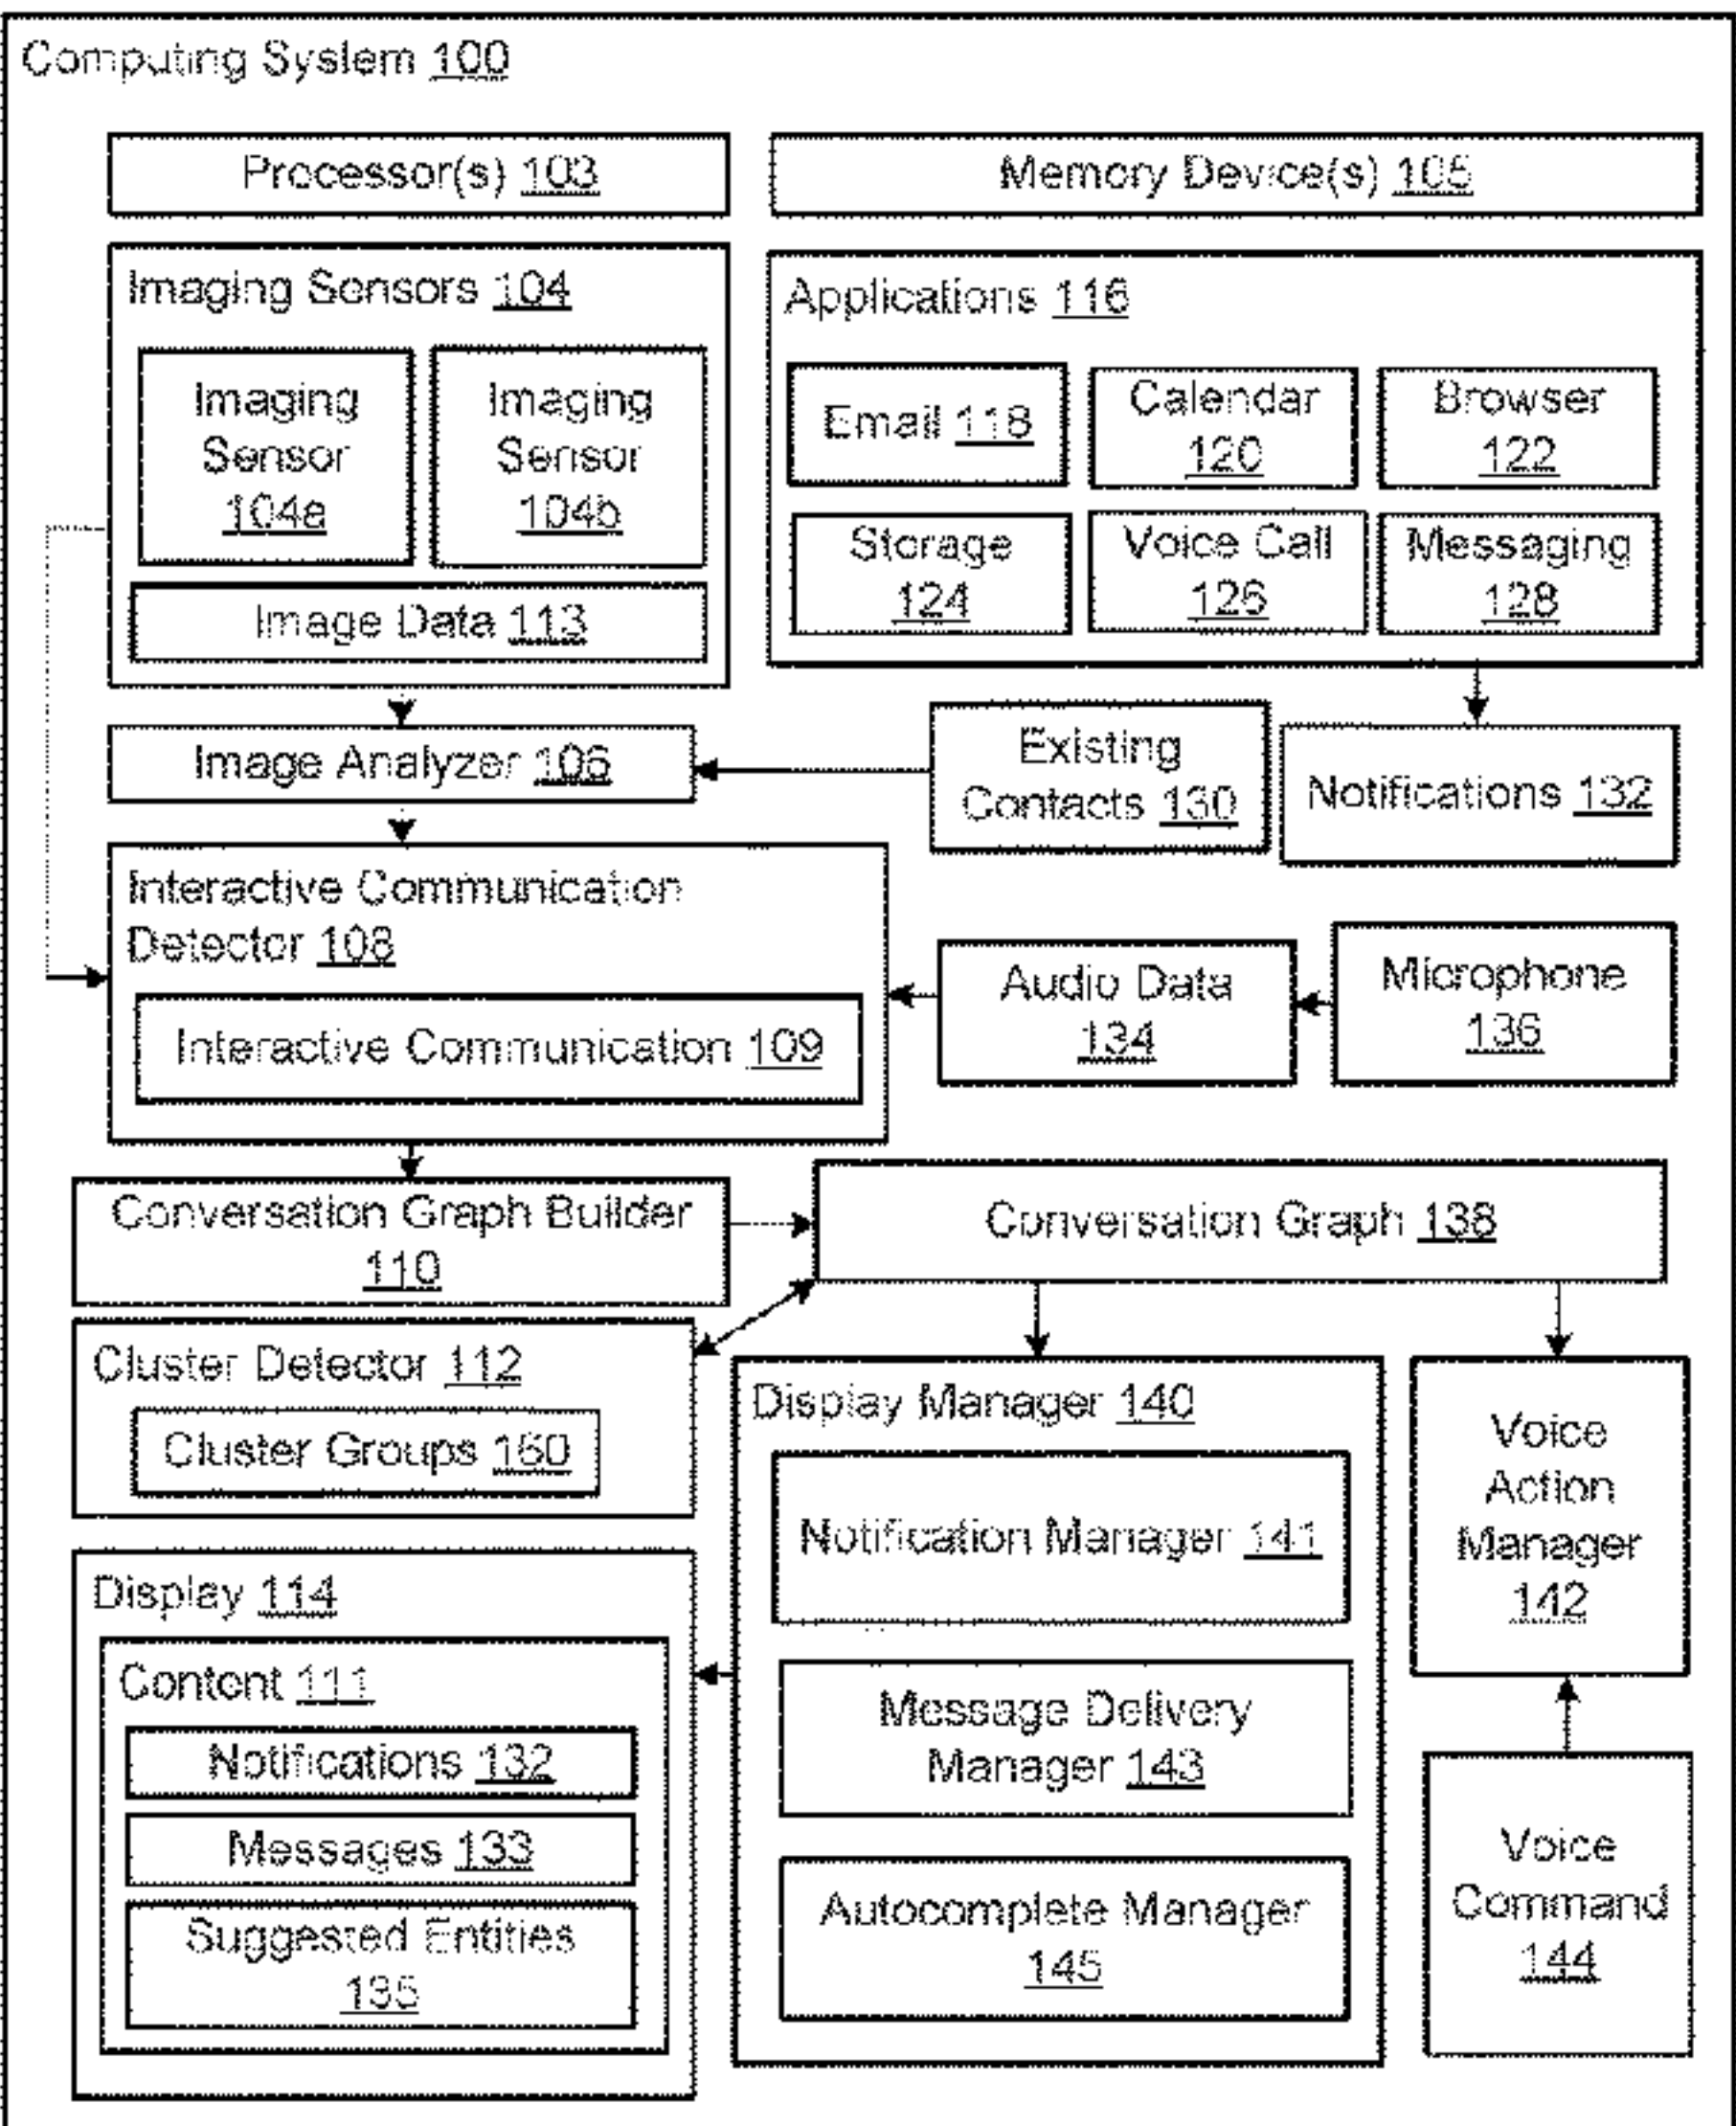 Computing System 100
Processor(s) 103
Memory Device(s) 105
Imaging Sensors 104
Imaging
Sensor
104a
Imaging
Sensor
104b
Image Data 113
Applications 116
Email 118
Calendar
120
Browser
122
Storage
124
Voice Call
126
Messaging
128
Image Analyzer 106
Existing
Contacts 130
Notifications 132
Interactive Communication
Detector 108
Interactive Communication 109
Audio Data
134
Microphone
136
Conversation Graph Builder
110
Conversation Graph 138
Cluster Detector 112
Cluster Groups 160
Display Manager 140
Notification Manager 141
Message Delivery
Manager 143
Autocomplete Manager
145
Voice
Action
Manager
142
Voice
Command
144
Display 114
Content 111
Notifications 132
Messages 133
Suggested Entities
135